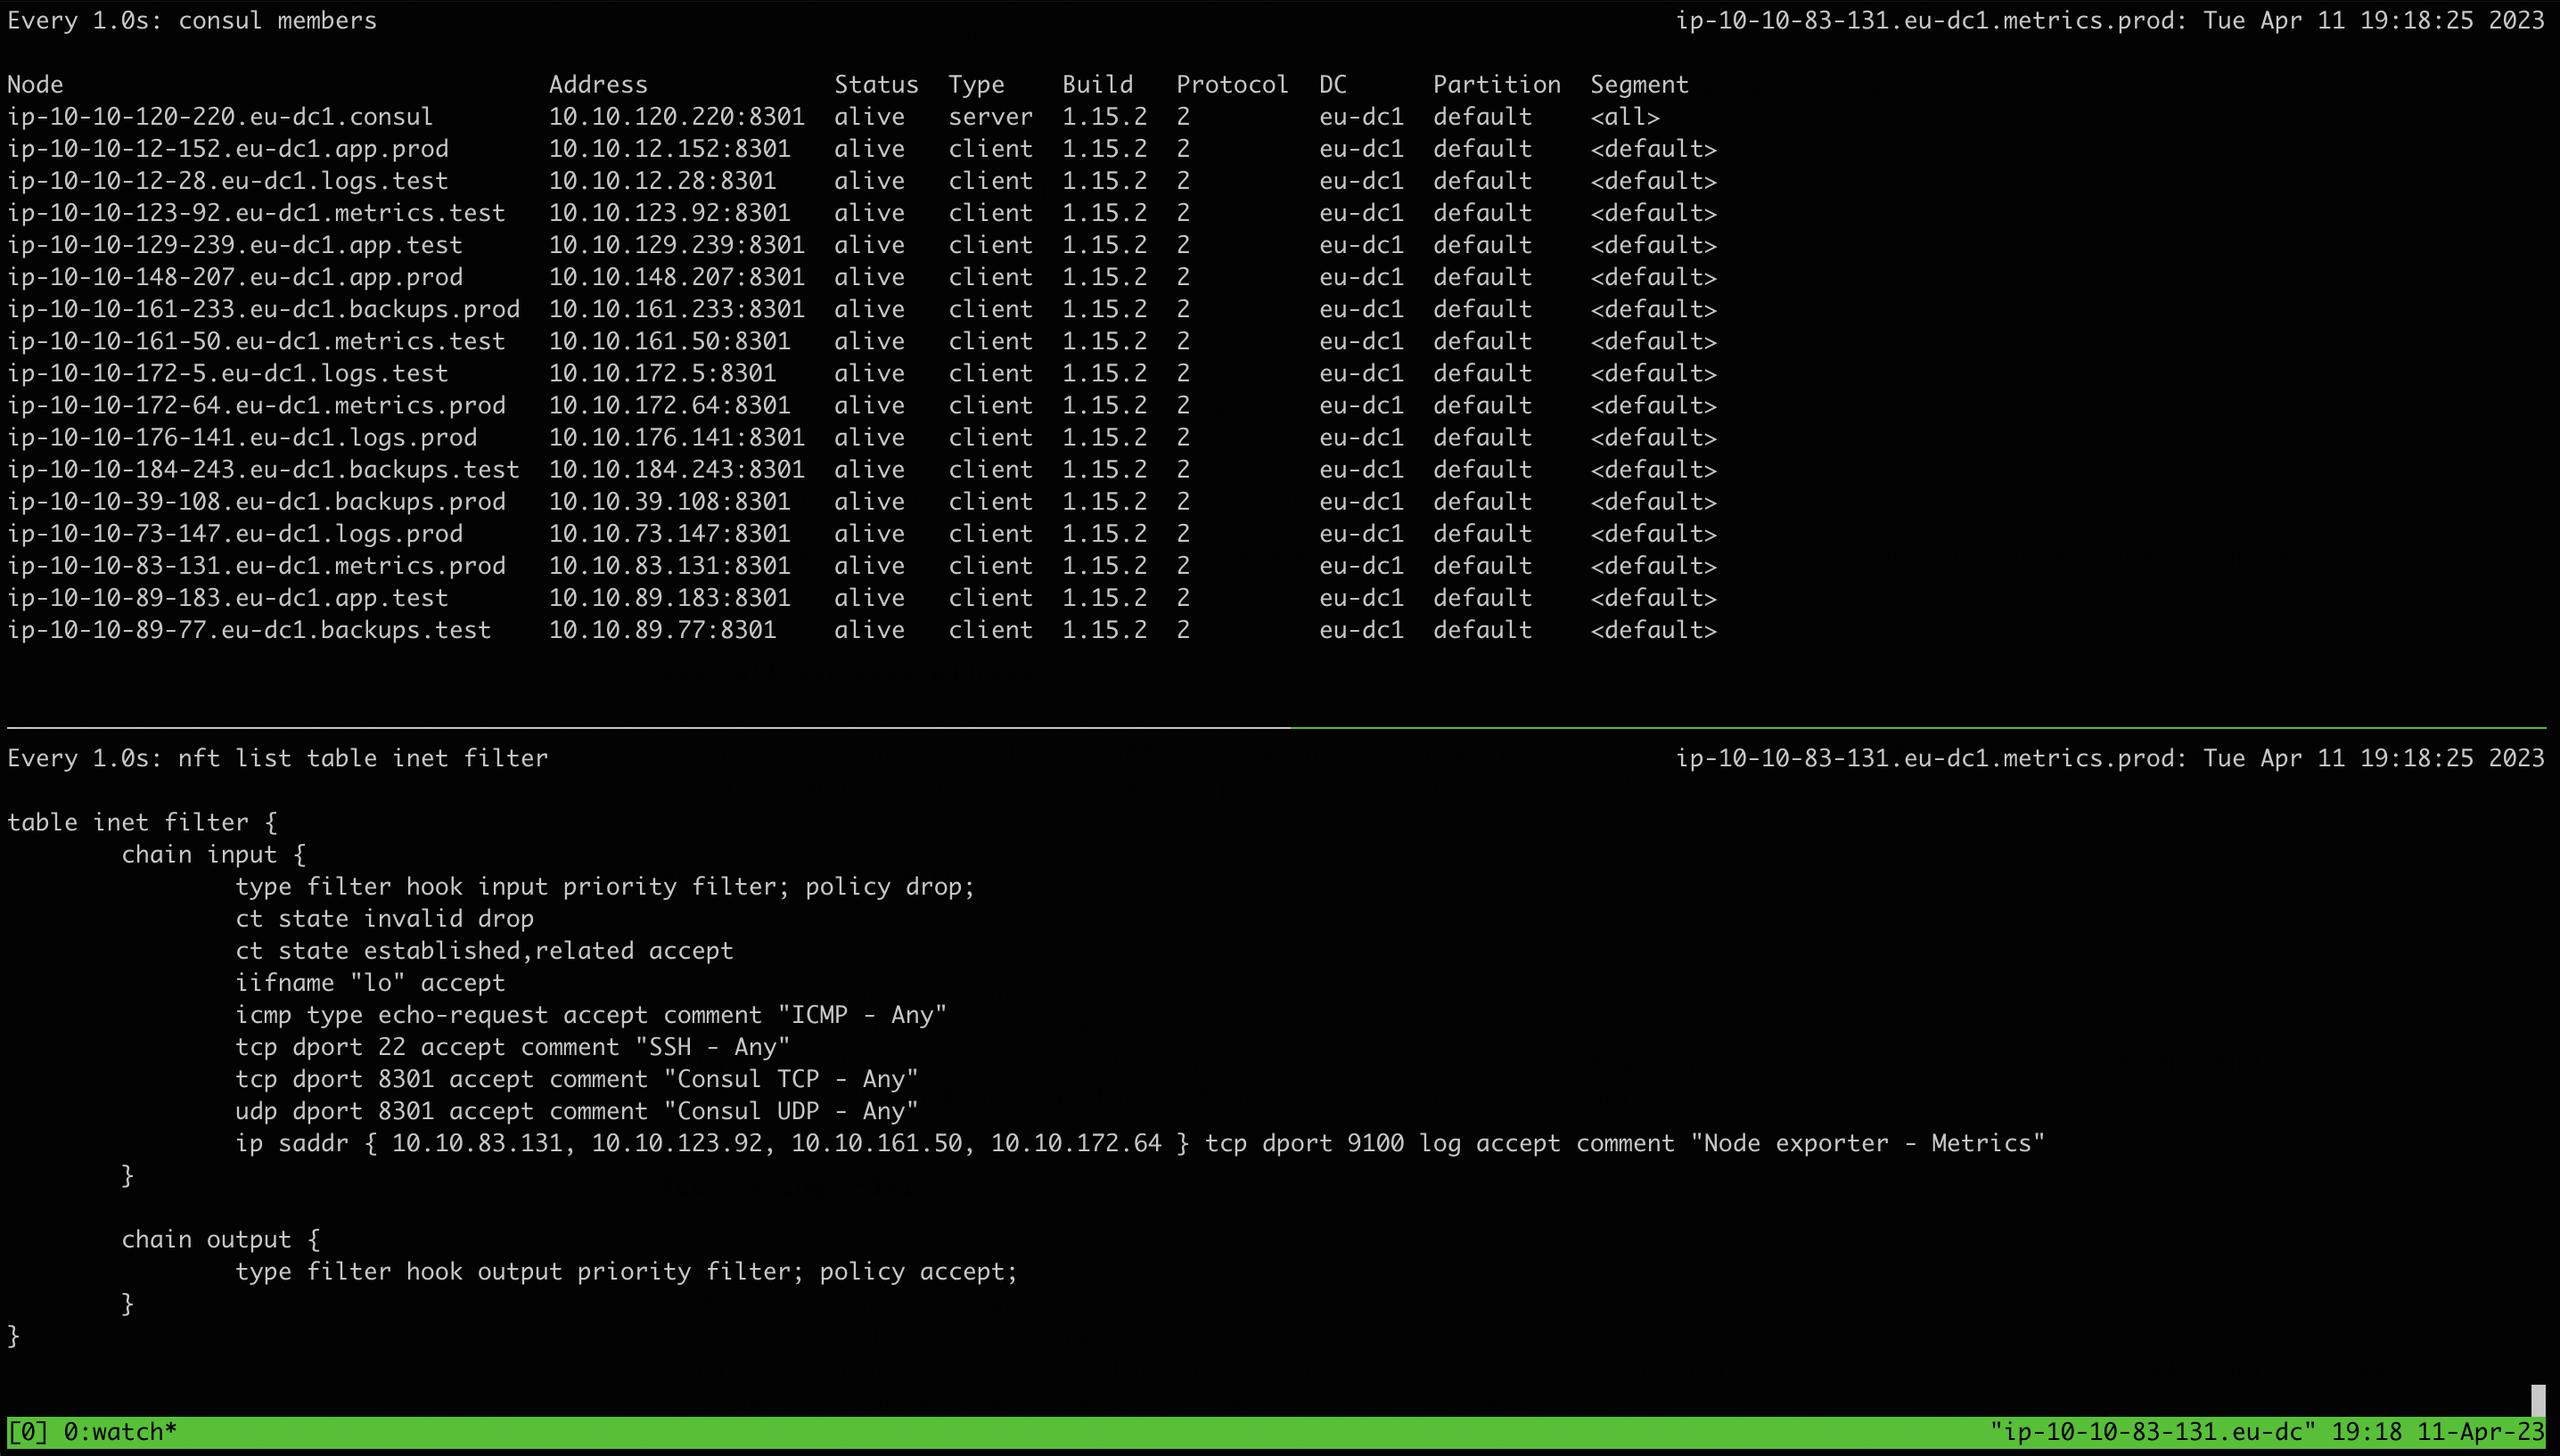 Every 1.0s: consul members ip-10-10-83-131.eu-dc1.metrics.prod: Tue Apr 11 19:18:25 2023
Node Address Status Type Build Protocol DC Partition Segment
ip-10-10-120-220.eu-dc1.consul 10.10.120.220:8301 alive server 1.15.2 2 eu-dc1 default <all>
ip-10-10-12-152.eu-dc1.app.prod 10.10.12.152:8301 alive client 1.15.2 2 eu-dc1 default <default>
ip-10-10-12-28.eu-dc1.logs.test 10.10.12.28:8301 alive client 1.15.2 2 eu-dc1 default <default>
ip-10-10-123-92.eu-dc1.metrics.test 10.10.123.92:8301 alive client 1.15.2 2 eu-dc1 default <default>
ip-10-10-129-239.eu-dc1.app.test 10.10.129.239:8301 alive client 1.15.2 2 eu-dc1 default <default>
ip-10-10-148-207.eu-dc1.app.prod 10.10.148.207:8301 alive client 1.15.2 2 eu-dc1 default <default>
ip-10-10-161-233.eu-dc1.backups.prod 10.10.161.233:8301 alive client 1.15.2 2 eu-dc1 default <default>
ip-10-10-161-50.eu-dc1.metrics.test 10.10.161.50:8301 alive client 1.15.2 2 eu-dc1 default <default>
ip-10-10-172-5.eu-dc1.logs.test 10.10.172.5:8301 alive client 1.15.2 2 eu-dc1 default <default>
ip-10-10-172-64.eu-dc1.metrics.prod 10.10.172.64:8301 alive client 1.15.2 2 eu-dc1 default <default>
ip-10-10-176-141.eu-dc1.logs.prod 10.10.176.141:8301 alive client 1.15.2 2 eu-dc1 default <default>
ip-10-10-184-243.eu-dc1.backups.test 10.10.184.243:8301 alive client 1.15.2 2 eu-dc1 default <default>
ip-10-10-39-108.eu-dc1.backups.prod 10.10.39.108:8301 alive client 1.15.2 2 eu-dc1 default <default>
ip-10-10-73-147.eu-dc1.logs.prod 10.10.73.147:8301 alive client 1.15.2 2 eu-dc1 default <default>
ip-10-10-83-131.eu-dc1.metrics.prod 10.10.83.131:8301 alive client 1.15.2 2 eu-dc1 default <default>
ip-10-10-89-183.eu-dc1.app.test 10.10.89.183:8301 alive client 1.15.2 2 eu-dc1 default <default>
ip-10-10-89-77.eu-dc1.backups.test 10.10.89.77:8301 alive client 1.15.2 2 eu-dc1 default <default>
Every 1.0s: nft list table inet filter ip-10-10-83-131.eu-dc1.metrics.prod: Tue Apr 11 19:18:25 2023
table inet filter {
chain input {
type filter hook input priority filter; policy drop;
ct state invalid drop
ct state established,related accept
iifname "lo" accept
icmp type echo-request accept comment "ICMP - Any"
tcp dport 22 accept comment "SSH - Any"
tcp dport 8301 accept comment "Consul TCP - Any"
udp dport 8301 accept comment "Consul UDP - Any"
ip saddr { 10.10.83.131, 10.10.123.92, 10.10.161.50, 10.10.172.64 } tcp dport 9100 log accept comment "Node exporter - Metrics"
}
chain output {
type filter hook output priority filter; policy accept;
}
}
[0] 0:watch* "ip-10-10-83-131.eu-dc" 19:18 11-Apr-23